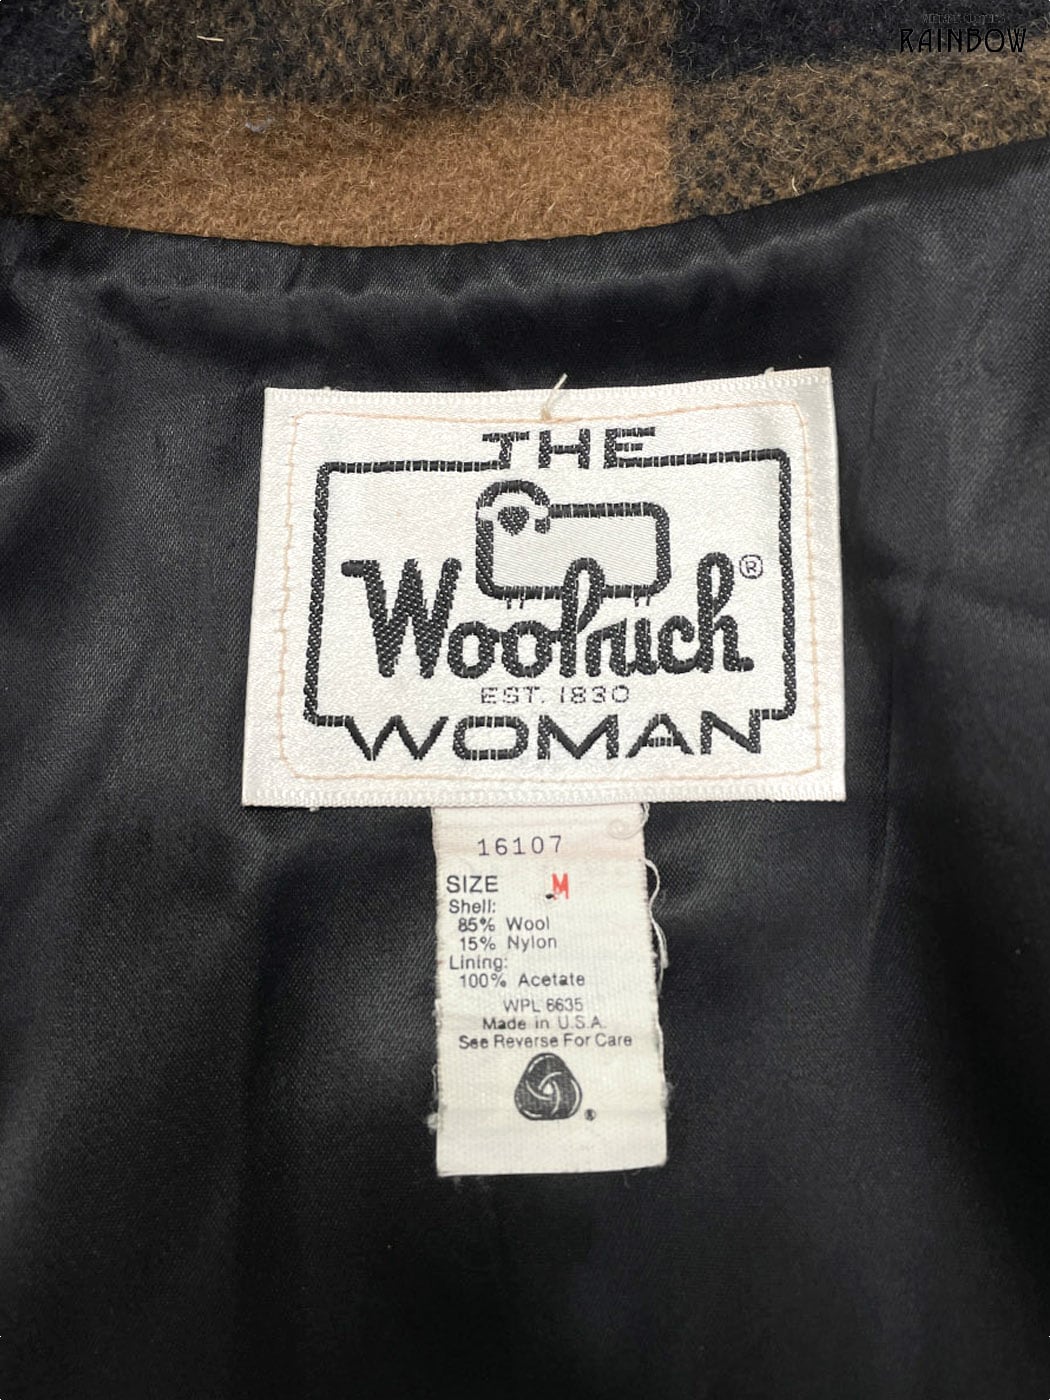 RAINBOW
THE
Woolrich®
EST. 1830
WOMAN
16107
SIZE M
Shell:
85% Wool
15% Nylon
Lining:
100% Acetate
WPL 6635
Made in U.S.A.
See Reverse For Care
®